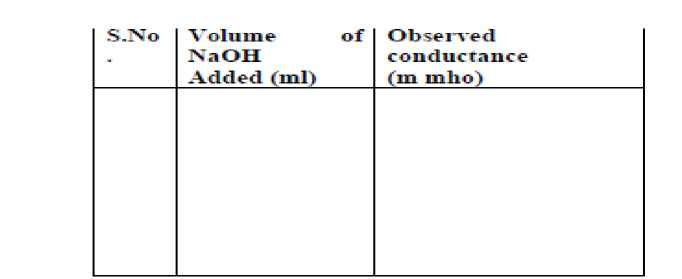 S.No Volume of Observed
. NaOH conductance
Added (ml) (m mho)